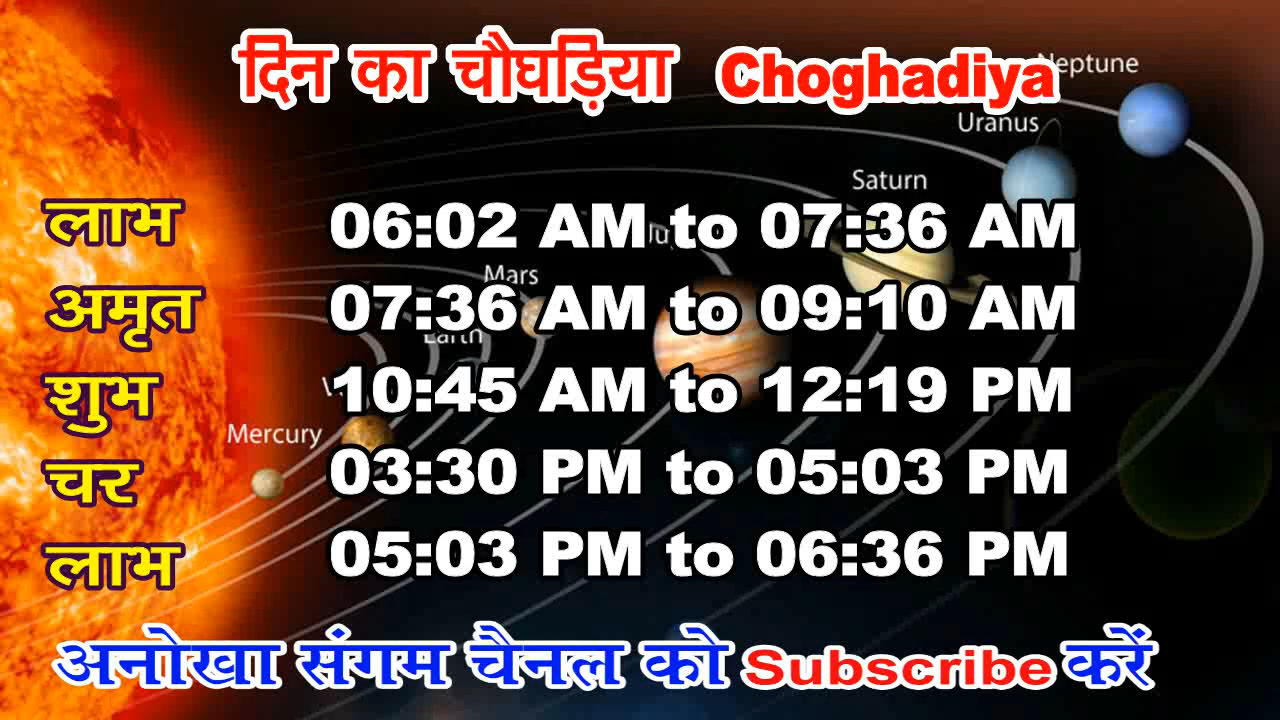 दिन का चौघड़िया Choghadiya
Neptune
Uranus
Saturn
लाभ 06:02 AM to 07:36 AM
Mars
अमृत 07:36 AM to 09:10 AM
Earth
शुभ 10:45 AM to 12:19 PM
Mercury
चर 03:30 PM to 05:03 PM
लाभ 05:03 PM to 06:36 PM
अनोखा संगम चैनल को Subscribe करें